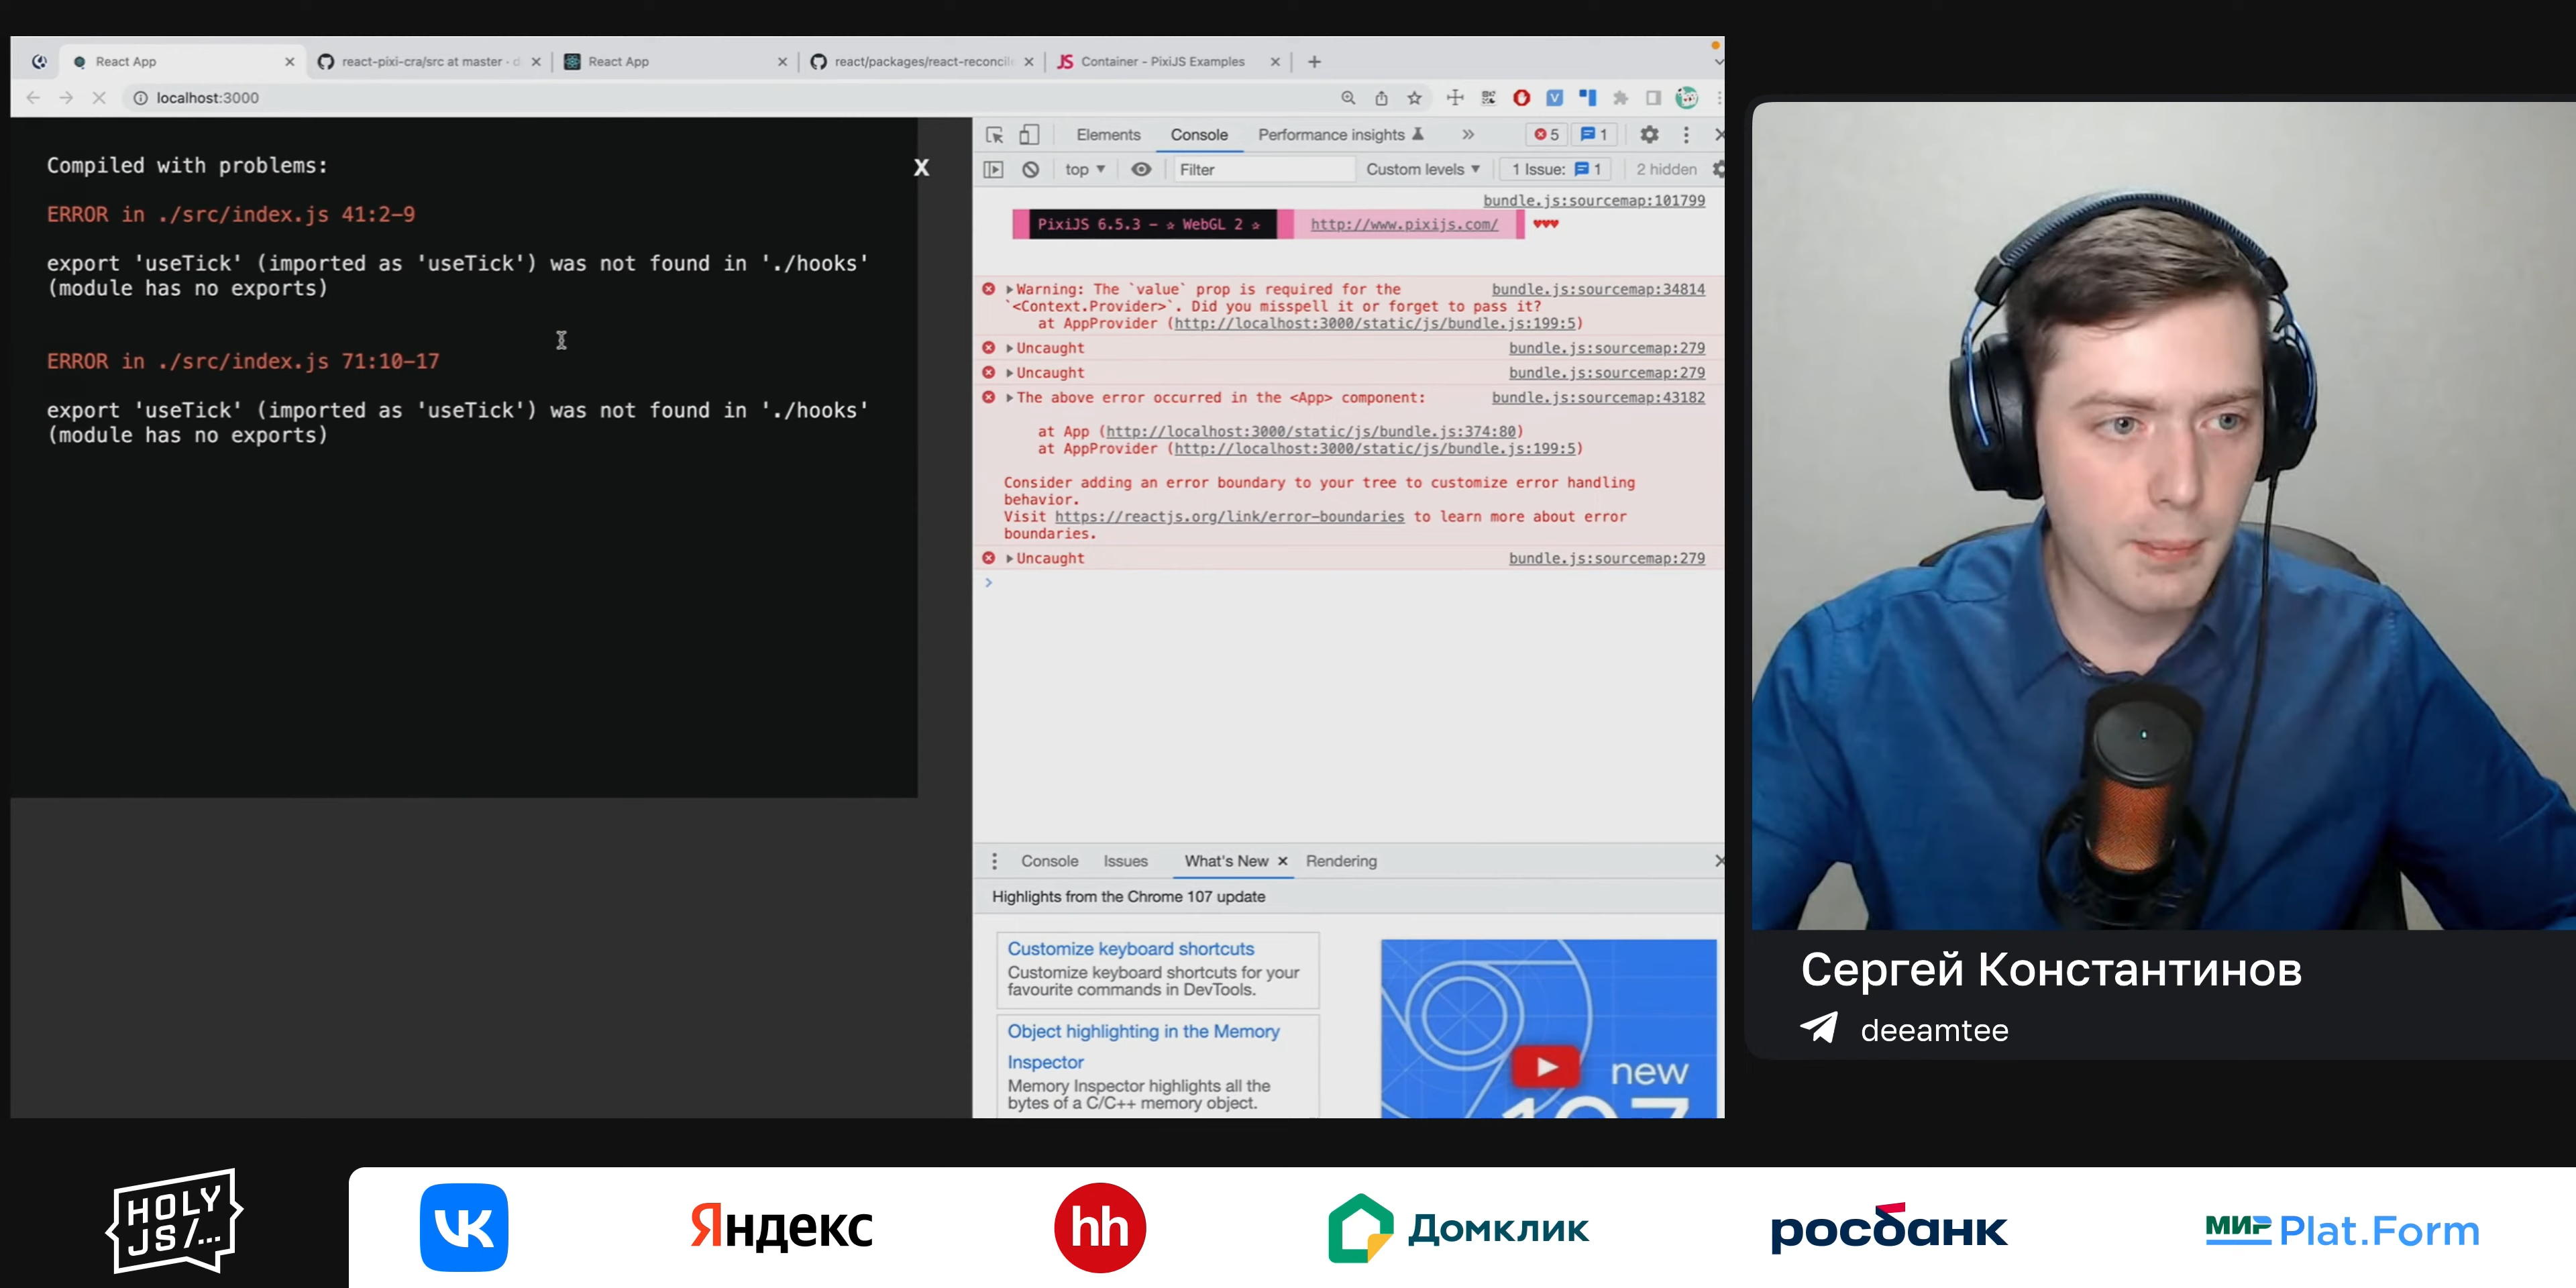 React App
react-pixi-cra/src at master · d
React App
react/packages/react-reconcile
JS Container - PixiJS Examples
localhost:3000
Compiled with problems:
X
ERROR in ./src/index.js 41:2-9
export 'useTick' (imported as 'useTick') was not found in './hooks'
(module has no exports)
ERROR in ./src/index.js 71:10-17
export 'useTick' (imported as 'useTick') was not found in './hooks'
(module has no exports)
Elements
Console
Performance insights
5
1
top
Filter
Custom levels
1 Issue: 1
2 hidden
bundle.js:sourcemap:101799
PixiJS 6.5.3 - ☆ WebGL 2 ☆ http://www.pixijs.com/ ♥♥♥
Warning: The `value` prop is required for the bundle.js:sourcemap:34814
`<Context.Provider>`. Did you misspell it or forget to pass it?
at AppProvider (http://localhost:3000/static/js/bundle.js:199:5)
Uncaught bundle.js:sourcemap:279
Uncaught bundle.js:sourcemap:279
The above error occurred in the <App> component: bundle.js:sourcemap:43182
at App (http://localhost:3000/static/js/bundle.js:374:80)
at AppProvider (http://localhost:3000/static/js/bundle.js:199:5)
Consider adding an error boundary to your tree to customize error handling
behavior.
Visit https://reactjs.org/link/error-boundaries to learn more about error
boundaries.
Uncaught bundle.js:sourcemap:279
Console
Issues
What's New
Rendering
Highlights from the Chrome 107 update
Customize keyboard shortcuts
Customize keyboard shortcuts for your
favourite commands in DevTools.
Object highlighting in the Memory
Inspector
Memory Inspector highlights all the
bytes of a C/C++ memory object.
new
107
Сергей Константинов
deeamtee
HOLY
JS/...
VK
Яндекс
hh
Домклик
росбанк
МИР Plat.Form